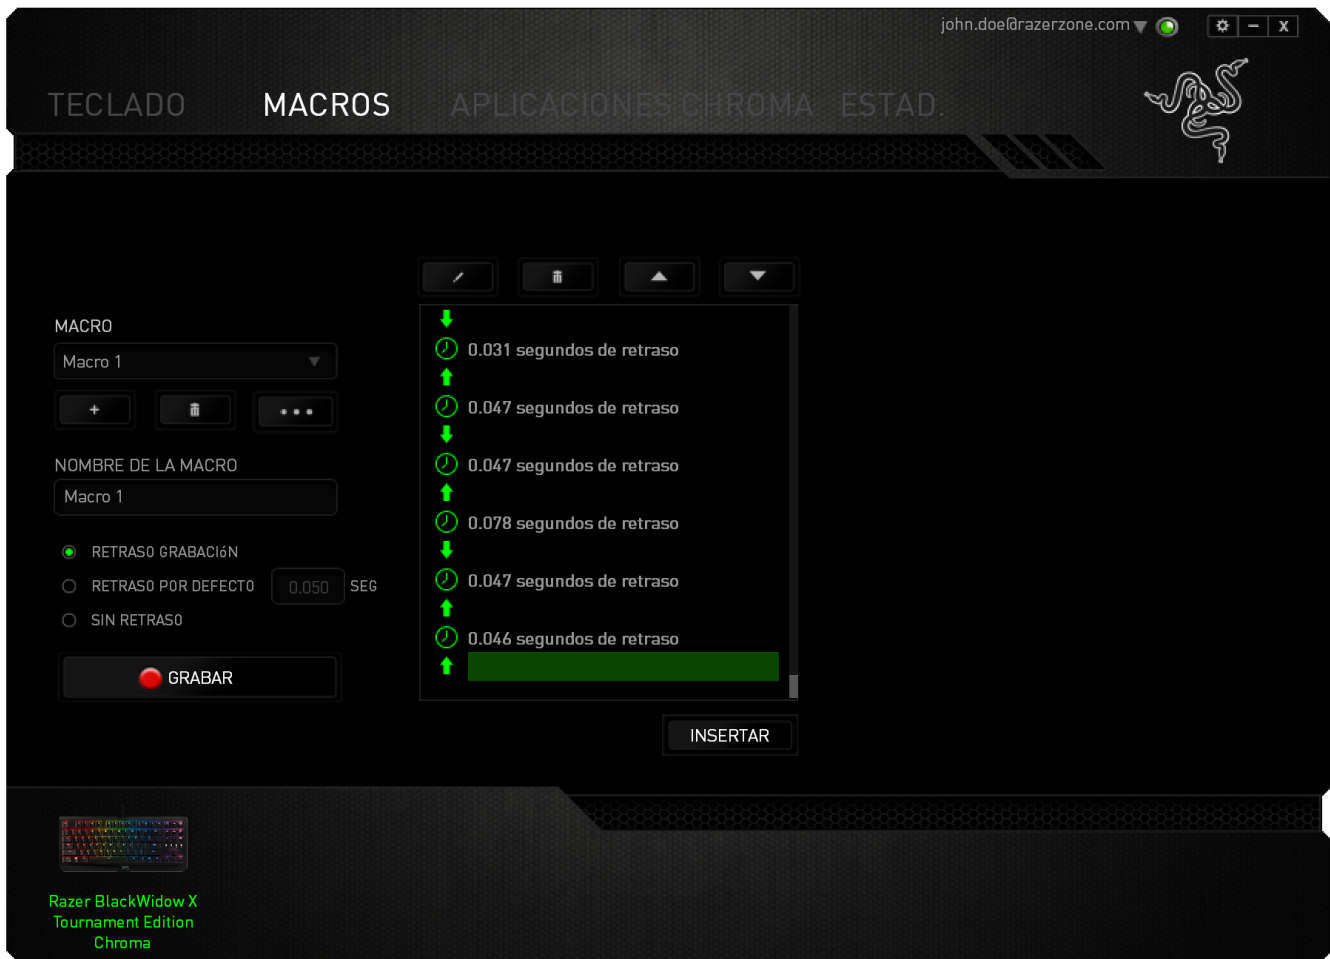 john.doe@razerzone.com
TECLADO MACROS APLICACIONES CHROMA ESTAD.
MACRO
Macro 1
NOMBRE DE LA MACRO
Macro 1
RETRASO GRABACIóN
RETRASO POR DEFECTO 0.050 SEG
SIN RETRASO
GRABAR
0.031 segundos de retraso
0.047 segundos de retraso
0.047 segundos de retraso
0.078 segundos de retraso
0.047 segundos de retraso
0.046 segundos de retraso
INSERTAR
Razer BlackWidow X
Tournament Edition
Chroma